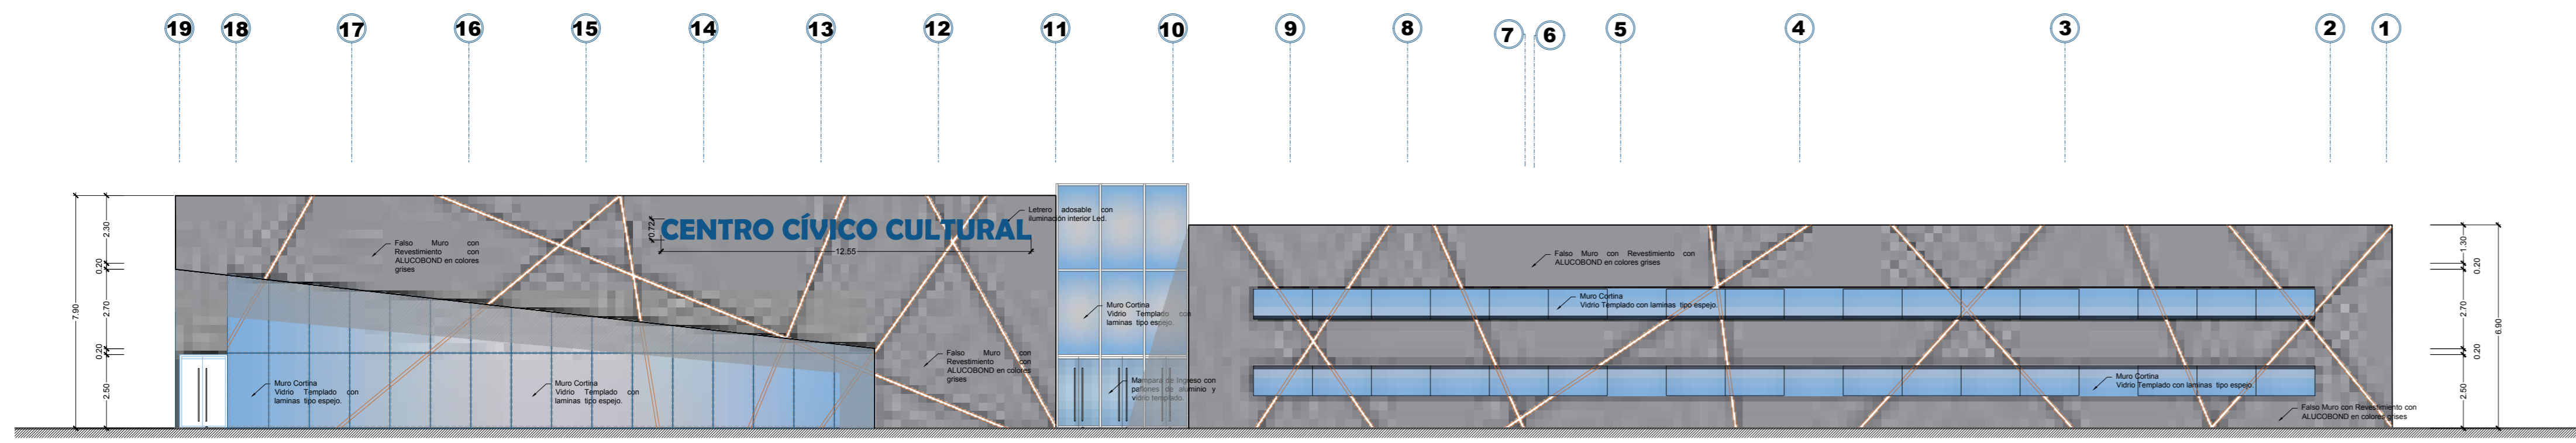 19 18 17 16 15 14 13 12 11 10 9 8 7 6 5 4 3 2 1
7.90
2.30
0.20
2.70
0.20
2.50
Falso Muro con
Revestimiento con
ALUCOBOND en colores
grises
0.72
CENTRO CÍVICO CULTURAL
12.55
Letrero adosable con
iluminación interior Led.
Muro Cortina
Vidrio Templado con
laminas tipo espejo.
Muro Cortina
Vidrio Templado con
laminas tipo espejo.
Falso Muro con
Revestimiento con
ALUCOBOND en colores
grises
Muro Cortina
Vidrio Templado con
laminas tipo espejo.
Mampara de Ingreso con
pañones de aluminio y
vidrio templado.
Falso Muro con Revestimiento con
ALUCOBOND en colores grises
Muro Cortina
Vidrio Templado con laminas tipo espejo.
Muro Cortina
Vidrio Templado con laminas tipo espejo.
Falso Muro con Revestimiento con
ALUCOBOND en colores grises
1.30
0.20
2.70
0.20
2.50
6.90